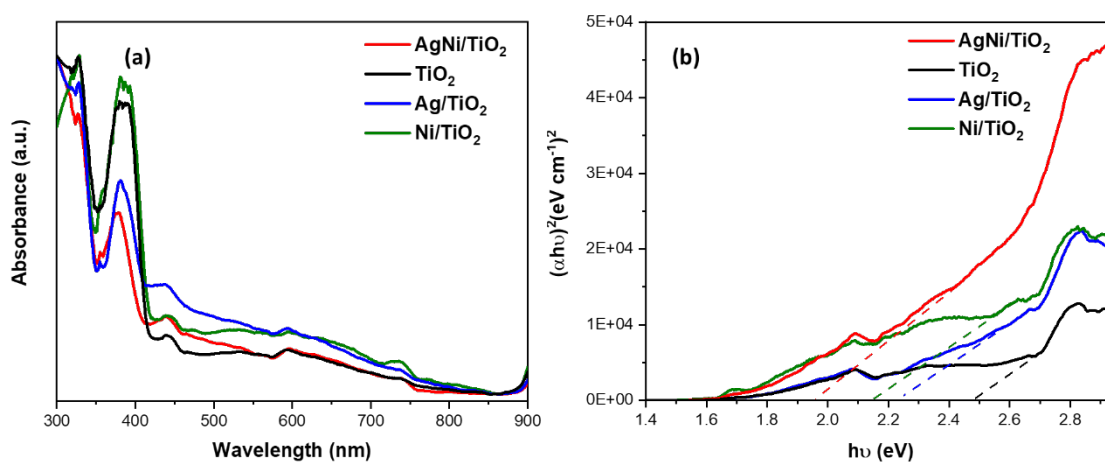 (a)
AgNi/TiO₂
TiO₂
Ag/TiO₂
Ni/TiO₂
Absorbance (a.u.)
300 400 500 600 700 800 900
Wavelength (nm)
(b)
AgNi/TiO₂
TiO₂
Ag/TiO₂
Ni/TiO₂
(αhυ)²(eV cm⁻¹)²
5E+04
4E+04
3E+04
2E+04
1E+04
0E+00
1.4 1.6 1.8 2.0 2.2 2.4 2.6 2.8
hυ (eV)